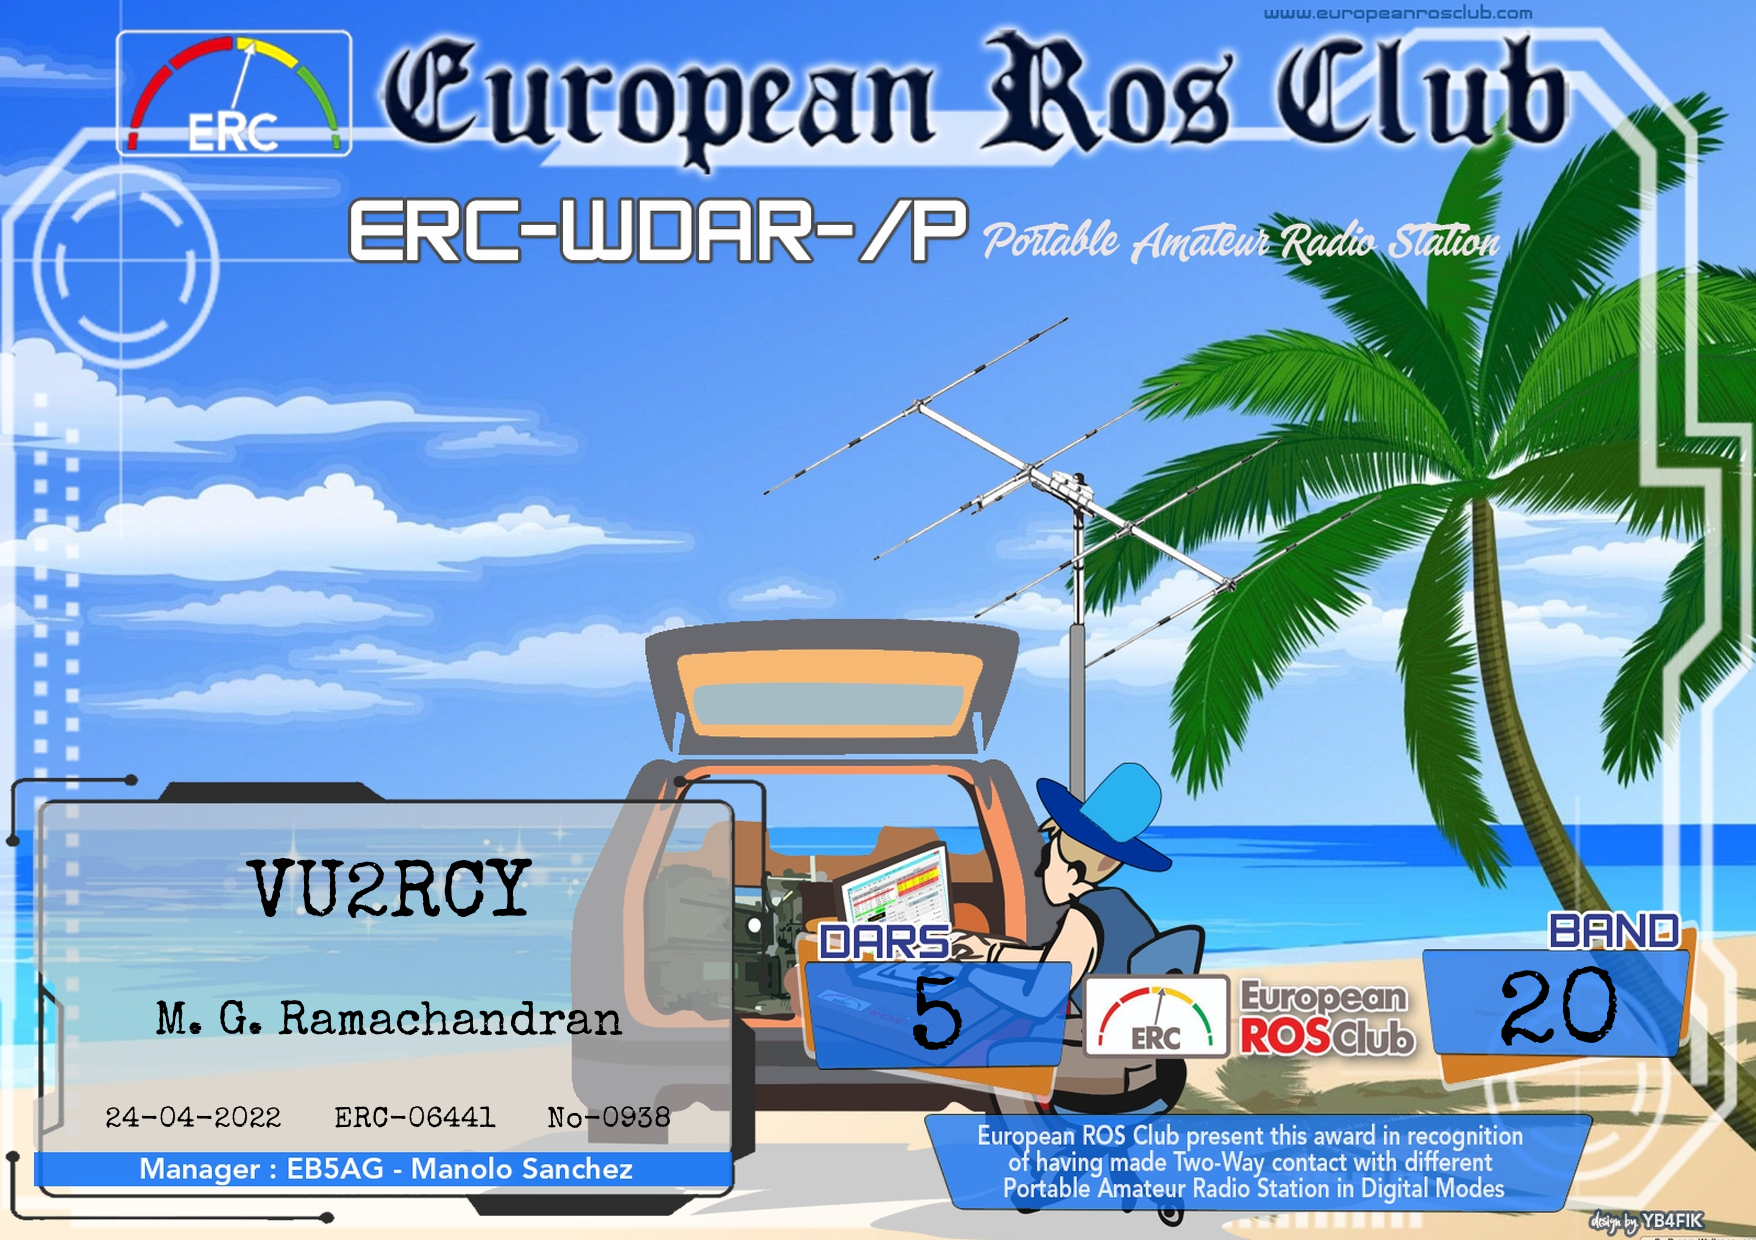 www.europeanrosclub.com
ERC
European Ros Club
ERC-WDAR-/P Portable Amateur Radio Station
VU2RCY
M. G. Ramachandran
24-04-2022 ERC-06441 No-0938
Manager : EB5AG - Manolo Sanchez
DARS
5
ERC
European
ROSClub
BAND
20
European ROS Club present this award in recognition
of having made Two-Way contact with different
Portable Amateur Radio Station in Digital Modes
design by YB4FIK